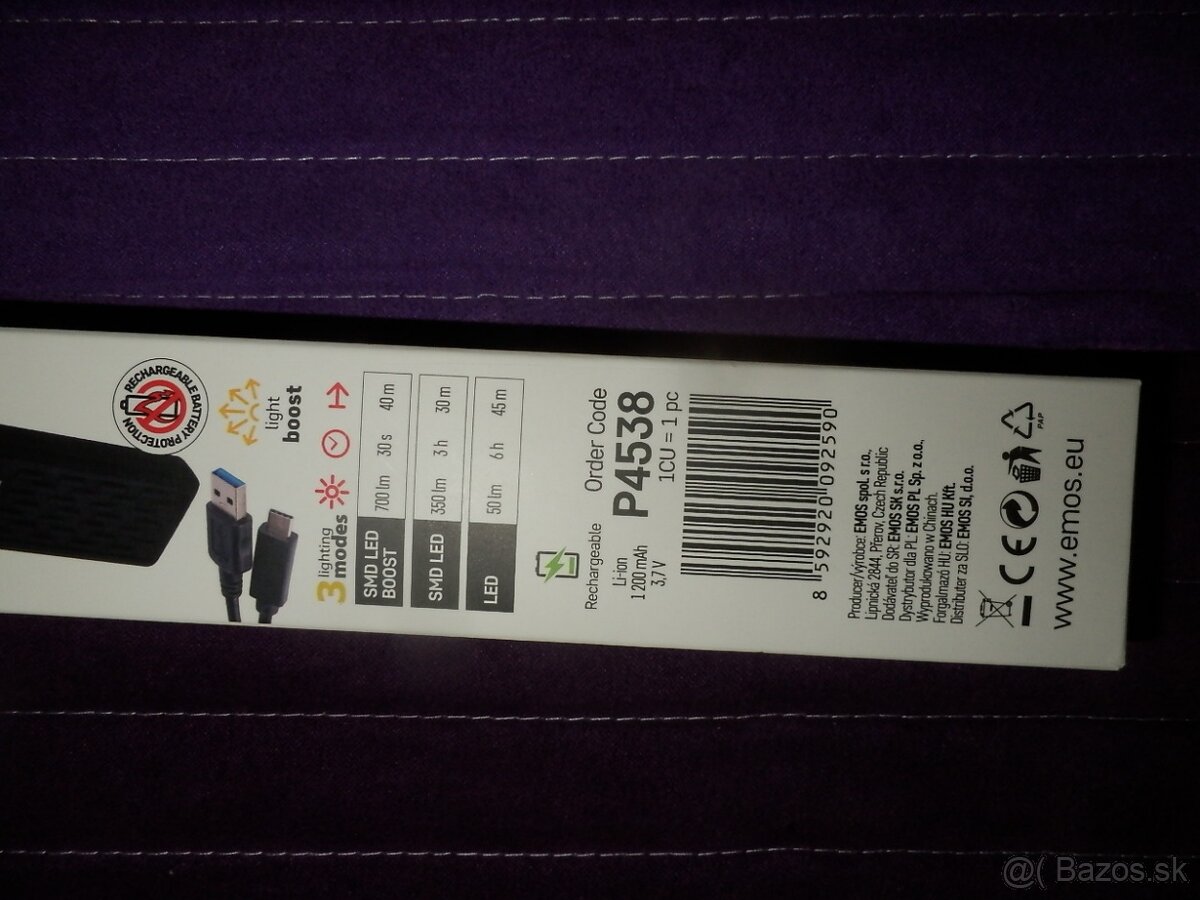 RECHARGEABLE BATTERY PROTECTION
light
boost
3 lighting
modes
SMD LED
BOOST
700 lm 30 s 40 m
SMD LED 350 lm 3 h 30 m
LED 50 lm 6 h 45 m
Rechargeable
Li-ion
1 200 mAh
3,7 V
Order Code
P4538
1CU = 1 pc
8 592920 092590
Producer/výrobce: EMOS spol. s r.o.,
Lipnická 2844, Přerov, Czech Republic
Dodávateľ do SR: EMOS SK s.r.o.
Dystrybutor dla PL: EMOS PL Sp. z o.o.,
Wyprodukowano w Chinach.
Forgalmazó HU: EMOS HU Kft.
Distributer za SLO: EMOS SI, d.o.o.
CE
PAP
www.emos.eu
@( Bazos.sk